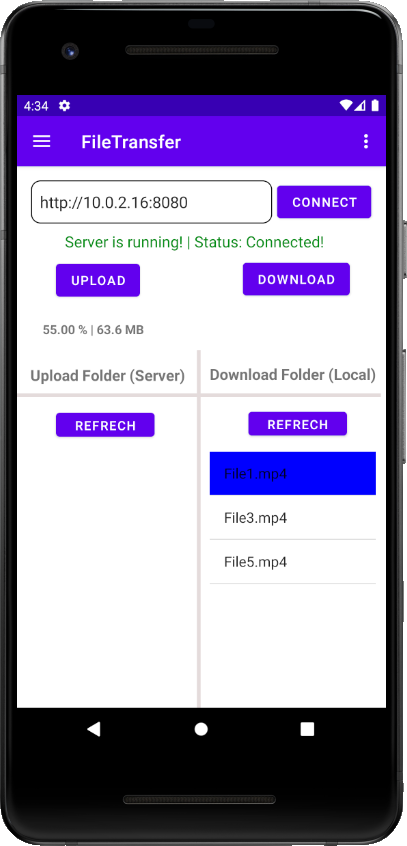 4:34
FileTransfer
http://10.0.2.16:8080 CONNECT
Server is running! | Status: Connected!
UPLOAD DOWNLOAD
55.00 % | 63.6 MB
Upload Folder (Server) Download Folder (Local)
REFRECH REFRECH
File1.mp4
File3.mp4
File5.mp4